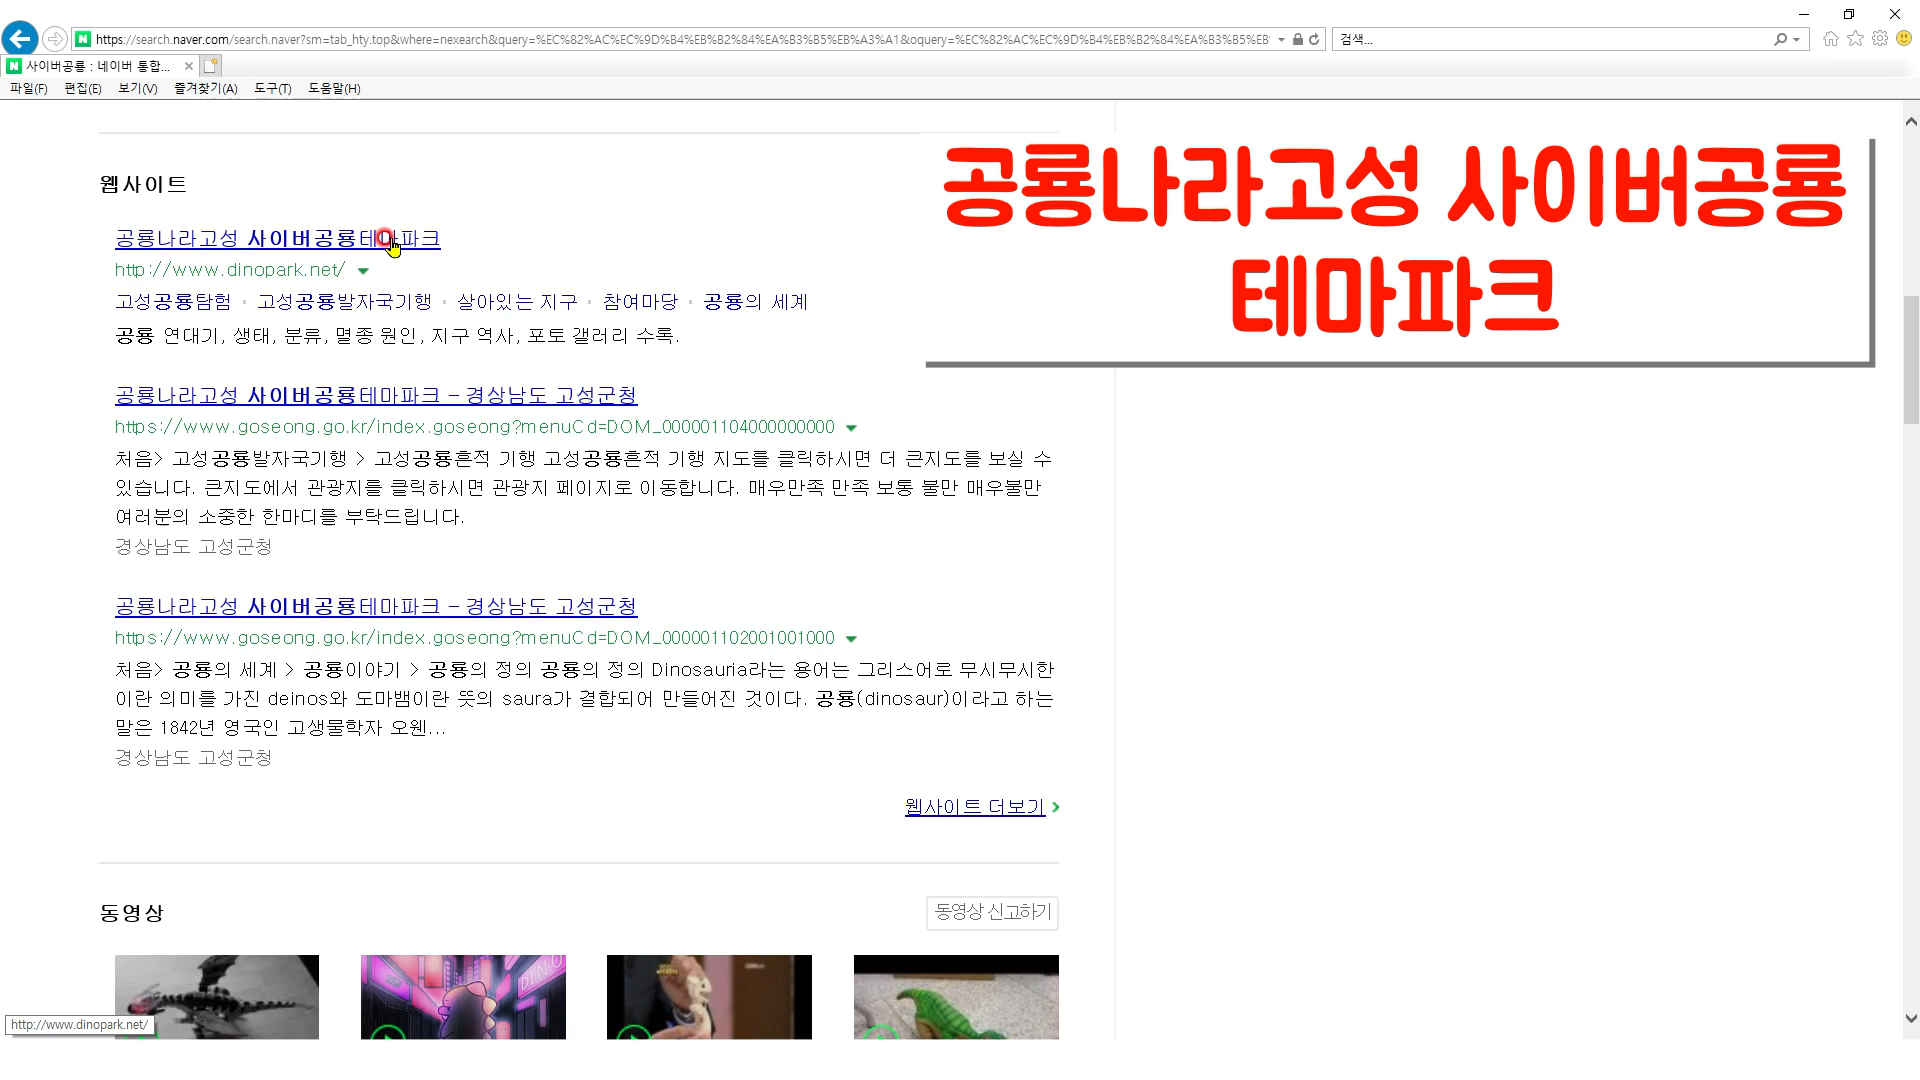 https://search.naver.com/search.naver?sm=tab_hty.top&where=nexearch&query=%EC%82%AC%EC%9D%B4%EB%B2%84%EA%B3%B5%EB%A3%A1&oquery=%EC%82%AC%EC%9D%B4%EB%B2%84%EA%B3%B5%EB
검색...
사이버공룡 : 네이버 통합...
파일(F) 편집(E) 보기(V) 즐겨찾기(A) 도구(T) 도움말(H)
공룡나라고성 사이버공룡
테마파크
웹사이트
공룡나라고성 사이버공룡테마파크
http://www.dinopark.net/
고성공룡탐험 · 고성공룡발자국기행 · 살아있는 지구 · 참여마당 · 공룡의 세계
공룡 연대기, 생태, 분류, 멸종 원인, 지구 역사, 포토 갤러리 수록.
공룡나라고성 사이버공룡테마파크 - 경상남도 고성군청
https://www.goseong.go.kr/index.goseong?menuCd=DOM_000001104000000000
처음> 고성공룡발자국기행 > 고성공룡흔적 기행 고성공룡흔적 기행 지도를 클릭하시면 더 큰지도를 보실 수
있습니다. 큰지도에서 관광지를 클릭하시면 관광지 페이지로 이동합니다. 매우만족 만족 보통 불만 매우불만
여러분의 소중한 한마디를 부탁드립니다.
경상남도 고성군청
공룡나라고성 사이버공룡테마파크 - 경상남도 고성군청
https://www.goseong.go.kr/index.goseong?menuCd=DOM_000001102001001000
처음> 공룡의 세계 > 공룡이야기 > 공룡의 정의 공룡의 정의 Dinosauria라는 용어는 그리스어로 무시무시한
이란 의미를 가진 deinos와 도마뱀이란 뜻의 saura가 결합되어 만들어진 것이다. 공룡(dinosaur)이라고 하는
말은 1842년 영국인 고생물학자 오웬...
경상남도 고성군청
웹사이트 더보기
동영상
동영상 신고하기
DINO
http://www.dinopark.net/